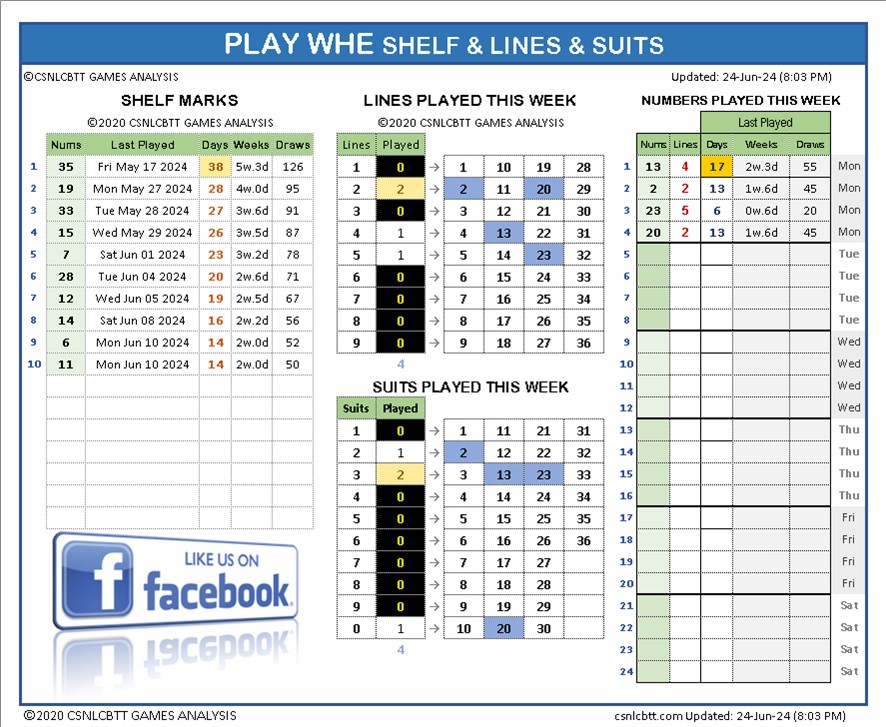 PLAY WHE SHELF & LINES & SUITS
©CSNLCBTT GAMES ANALYSIS
Updated: 24-Jun-24 (8:03 PM)
SHELF MARKS
©2020 CSNLCBTT GAMES ANALYSIS
Nums Last Played Days Weeks Draws
1 35 Fri May 17 2024 38 5w.3d 126
2 19 Mon May 27 2024 28 4w.0d 95
3 33 Tue May 28 2024 27 3w.6d 91
4 15 Wed May 29 2024 26 3w.5d 87
5 7 Sat Jun 01 2024 23 3w.2d 78
6 28 Tue Jun 04 2024 20 2w.6d 71
7 12 Wed Jun 05 2024 19 2w.5d 67
8 14 Sat Jun 08 2024 16 2w.2d 56
9 6 Mon Jun 10 2024 14 2w.0d 52
10 11 Mon Jun 10 2024 14 2w.0d 50
LIKE US ON
facebook
LINES PLAYED THIS WEEK
©2020 CSNLCBTT GAMES ANALYSIS
Lines Played
1 0 → 1 10 19 28
2 2 → 2 11 20 29
3 0 → 3 12 21 30
4 1 → 4 13 22 31
5 1 → 5 14 23 32
6 0 → 6 15 24 33
7 0 → 7 16 25 34
8 0 → 8 17 26 35
9 0 → 9 18 27 36
4
SUITS PLAYED THIS WEEK
Suits Played
1 0 → 1 11 21 31
2 1 → 2 12 22 32
3 2 → 3 13 23 33
4 0 → 4 14 24 34
5 0 → 5 15 25 35
6 0 → 6 16 26 36
7 0 → 7 17 27
8 0 → 8 18 28
9 0 → 9 19 29
0 1 → 10 20 30
4
NUMBERS PLAYED THIS WEEK
Last Played
Nums Lines Days Weeks Draws
1 13 4 17 2w.3d 55 Mon
2 2 2 13 1w.6d 45 Mon
3 23 5 6 0w.6d 20 Mon
4 20 2 13 1w.6d 45 Mon
5 Tue
6 Tue
7 Tue
8 Tue
9 Wed
10 Wed
11 Wed
12 Wed
13 Thu
14 Thu
15 Thu
16 Thu
17 Fri
18 Fri
19 Fri
20 Fri
21 Sat
22 Sat
23 Sat
24 Sat
©2020 CSNLCBTT GAMES ANALYSIS
csnlcbtt.com Updated: 24-Jun-24 (8:03 PM)